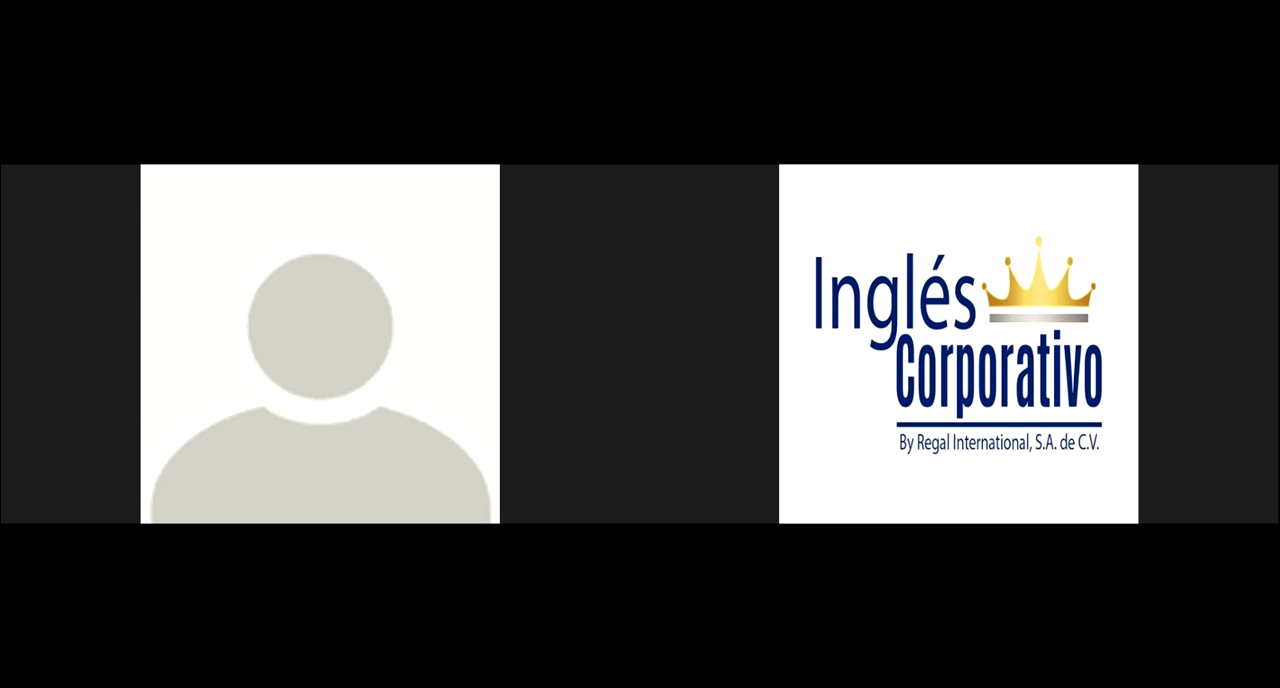 Inglés
Corporativo
By Regal International, S.A. de C.V.